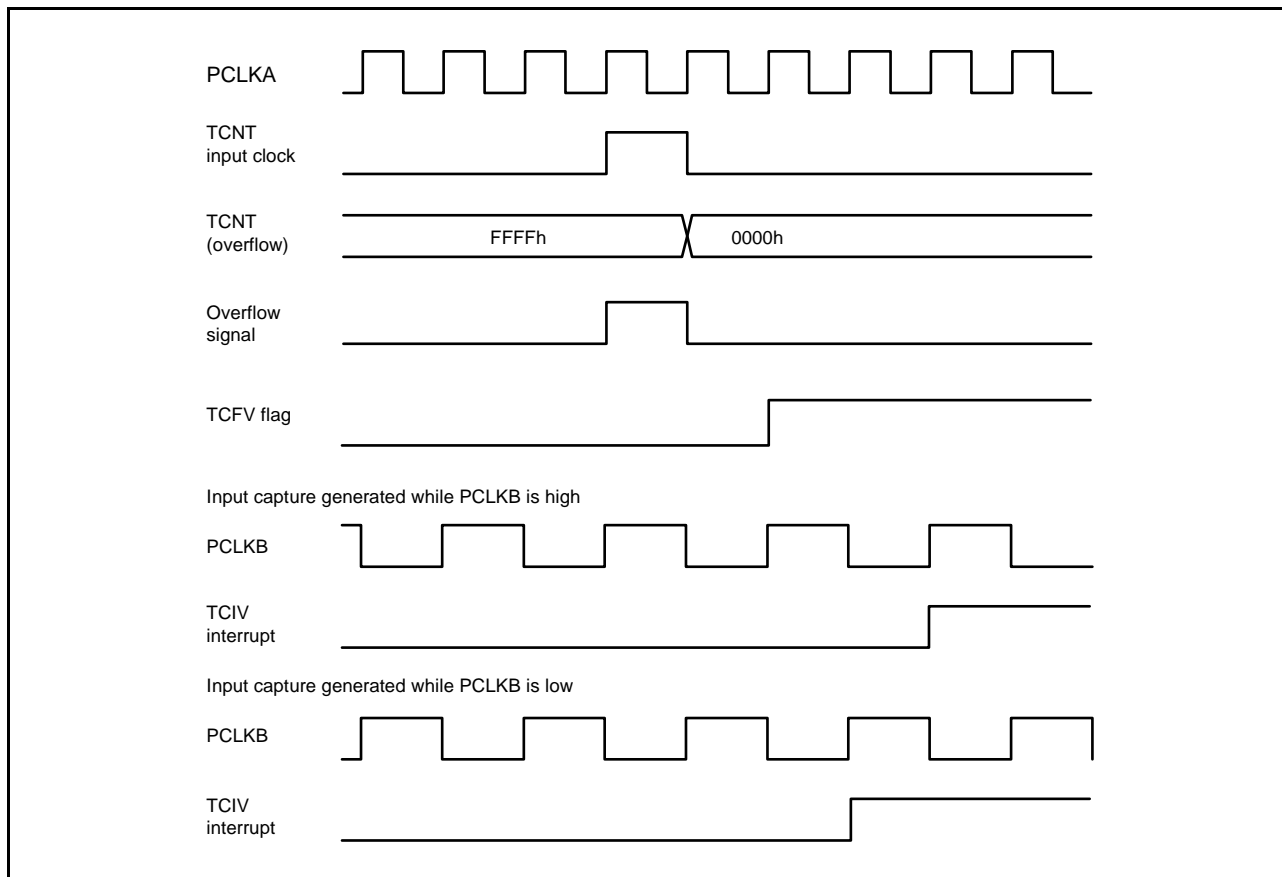 PCLKA
TCNT
input clock
TCNT
(overflow)
FFFFh
0000h
Overflow
signal
TCFV flag
Input capture generated while PCLKB is high
PCLKB
TCIV
interrupt
Input capture generated while PCLKB is low
PCLKB
TCIV
interrupt